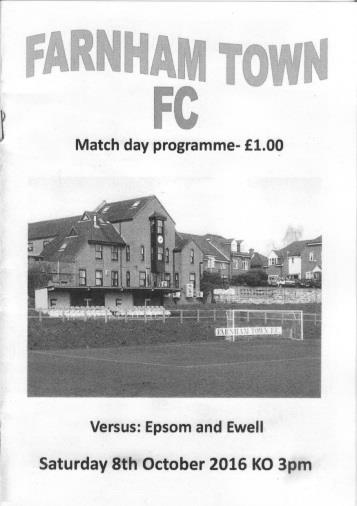 FARNHAM TOWN
FC
Match day programme- £1.00
FARNHAM TOWN F.C.
Versus: Epsom and Ewell
Saturday 8th October 2016 KO 3pm